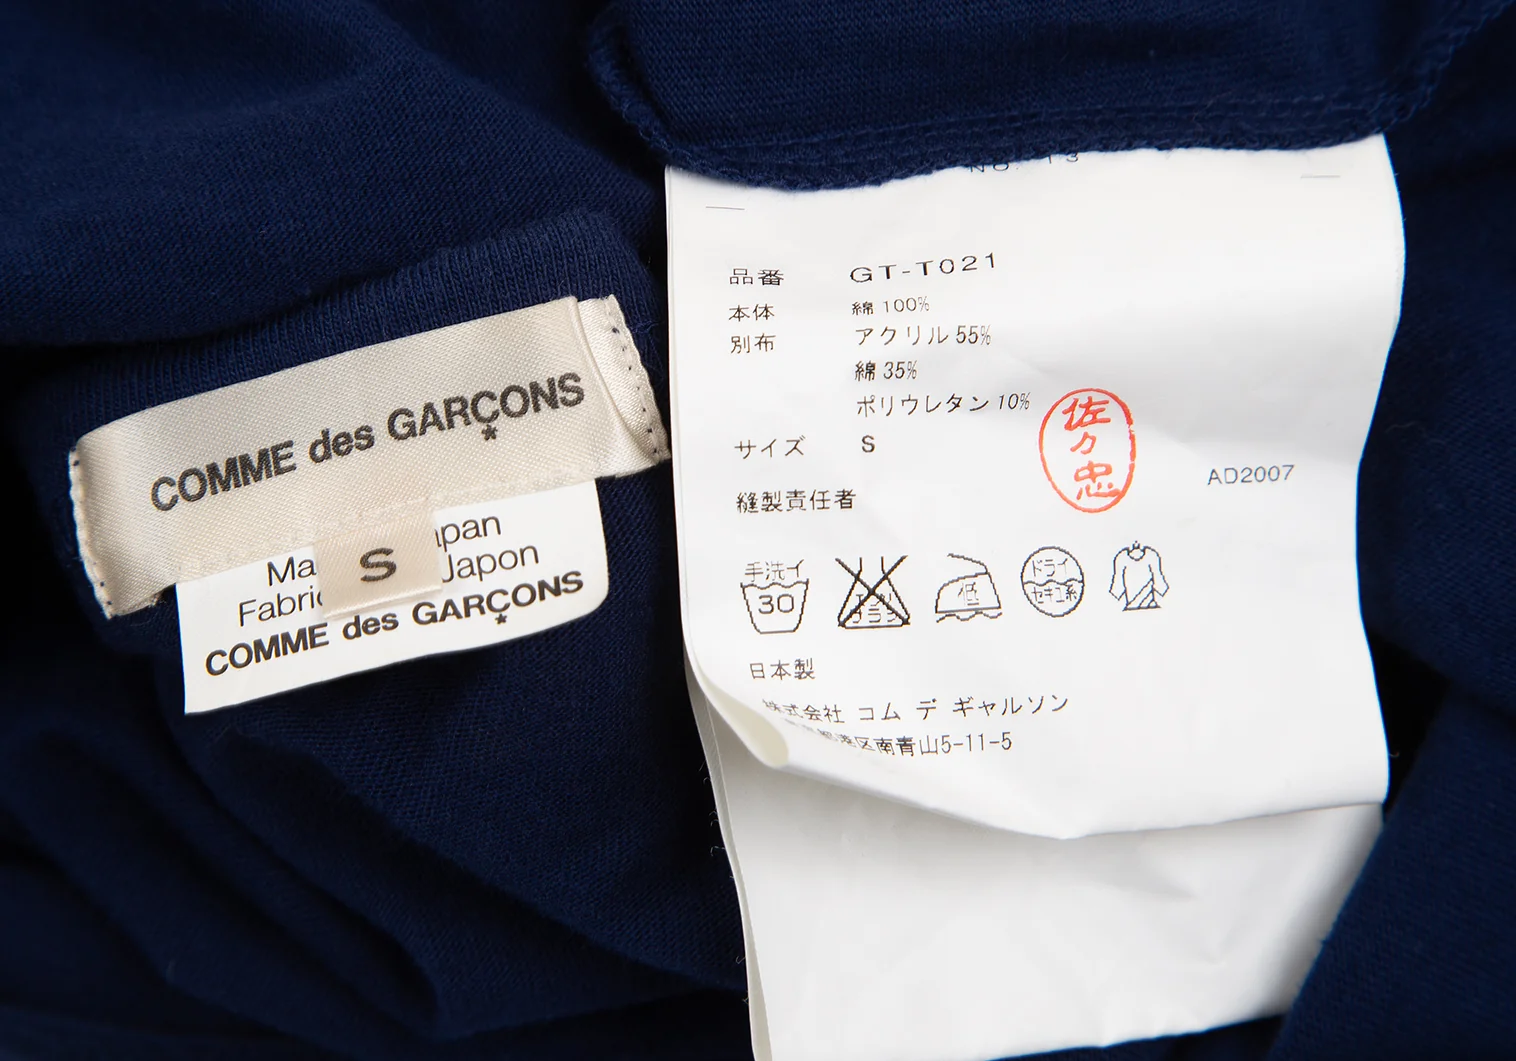 COMME des GARÇONS
*
S
Japon
COMME des GARÇONS
*
品番 GT-T021
本体 綿 100%
別布 アクリル 55%
綿 35%
ポリウレタン 10%
サイズ S
縫製責任者
佐々忠
AD2007
手洗イ
30
低
ドライ
セキユ系
日本製
株式会社 コム デ ギャルソン
港区南青山5-11-5